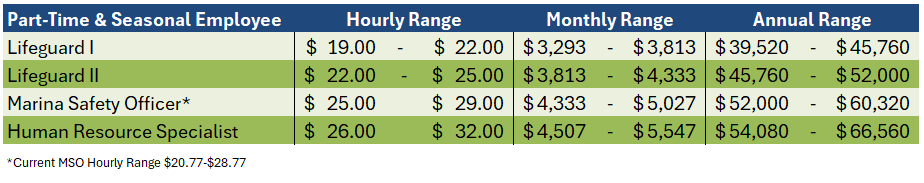 Part-Time & Seasonal Employee Hourly Range Monthly Range Annual Range
Lifeguard I $ 19.00 - $ 22.00 $3,293 - $3,813 $39,520 - $45,760
Lifeguard II $ 22.00 - $ 25.00 $3,813 - $4,333 $45,760 - $52,000
Marina Safety Officer* $ 25.00 $ 29.00 $4,333 - $5,027 $52,000 - $60,320
Human Resource Specialist $ 26.00 $ 32.00 $4,507 - $5,547 $54,080 - $66,560
*Current MSO Hourly Range $20.77-$28.77